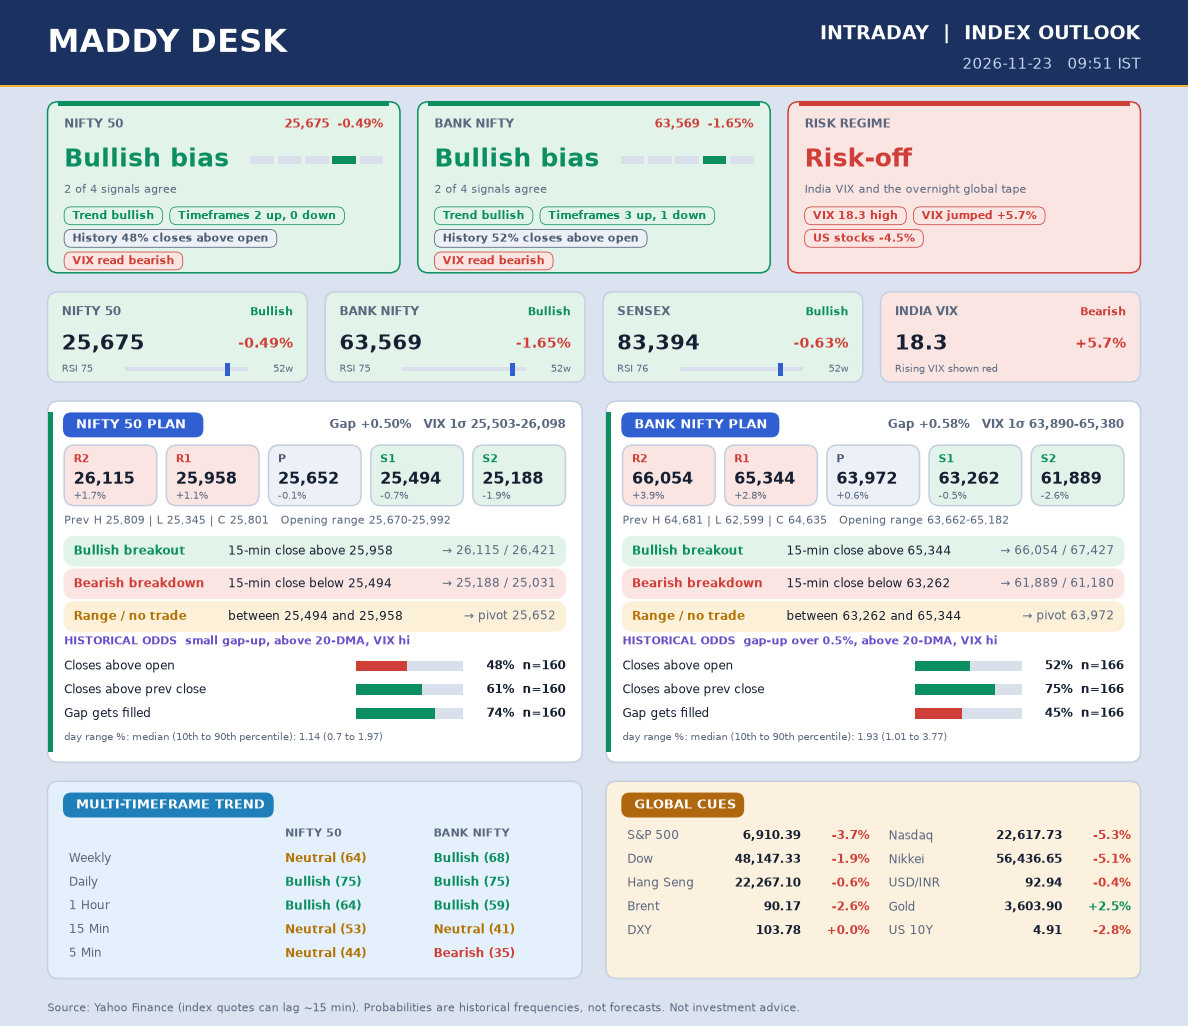 MADDY DESK
INTRADAY | INDEX OUTLOOK
2026-11-23 09:51 IST
NIFTY 50 25,675 -0.49%
Bullish bias
2 of 4 signals agree
Trend bullish Timeframes 2 up, 0 down
History 48% closes above open
VIX read bearish
BANK NIFTY 63,569 -1.65%
Bullish bias
2 of 4 signals agree
Trend bullish Timeframes 3 up, 1 down
History 52% closes above open
VIX read bearish
RISK REGIME
Risk-off
India VIX and the overnight global tape
VIX 18.3 high VIX jumped +5.7%
US stocks -4.5%
NIFTY 50 Bullish
25,675 -0.49%
RSI 75 52w
BANK NIFTY Bullish
63,569 -1.65%
RSI 75 52w
SENSEX Bullish
83,394 -0.63%
RSI 76 52w
INDIA VIX Bearish
18.3 +5.7%
Rising VIX shown red
NIFTY 50 PLAN Gap +0.50% VIX 1σ 25,503-26,098
R2 R1 P S1 S2
26,115 25,958 25,652 25,494 25,188
+1.7% +1.1% -0.1% -0.7% -1.9%
Prev H 25,809 | L 25,345 | C 25,801 Opening range 25,670-25,992
Bullish breakout 15-min close above 25,958 → 26,115 / 26,421
Bearish breakdown 15-min close below 25,494 → 25,188 / 25,031
Range / no trade between 25,494 and 25,958 → pivot 25,652
HISTORICAL ODDS small gap-up, above 20-DMA, VIX hi
Closes above open 48% n=160
Closes above prev close 61% n=160
Gap gets filled 74% n=160
day range %: median (10th to 90th percentile): 1.14 (0.7 to 1.97)
BANK NIFTY PLAN Gap +0.58% VIX 1σ 63,890-65,380
R2 R1 P S1 S2
66,054 65,344 63,972 63,262 61,889
+3.9% +2.8% +0.6% -0.5% -2.6%
Prev H 64,681 | L 62,599 | C 64,635 Opening range 63,662-65,182
Bullish breakout 15-min close above 65,344 → 66,054 / 67,427
Bearish breakdown 15-min close below 63,262 → 61,889 / 61,180
Range / no trade between 63,262 and 65,344 → pivot 63,972
HISTORICAL ODDS gap-up over 0.5%, above 20-DMA, VIX hi
Closes above open 52% n=166
Closes above prev close 75% n=166
Gap gets filled 45% n=166
day range %: median (10th to 90th percentile): 1.93 (1.01 to 3.77)
MULTI-TIMEFRAME TREND
NIFTY 50 BANK NIFTY
Weekly Neutral (64) Bullish (68)
Daily Bullish (75) Bullish (75)
1 Hour Bullish (64) Bullish (59)
15 Min Neutral (53) Neutral (41)
5 Min Neutral (44) Bearish (35)
GLOBAL CUES
S&P 500 6,910.39 -3.7% Nasdaq 22,617.73 -5.3%
Dow 48,147.33 -1.9% Nikkei 56,436.65 -5.1%
Hang Seng 22,267.10 -0.6% USD/INR 92.94 -0.4%
Brent 90.17 -2.6% Gold 3,603.90 +2.5%
DXY 103.78 +0.0% US 10Y 4.91 -2.8%
Source: Yahoo Finance (index quotes can lag ~15 min). Probabilities are historical frequencies, not forecasts. Not investment advice.